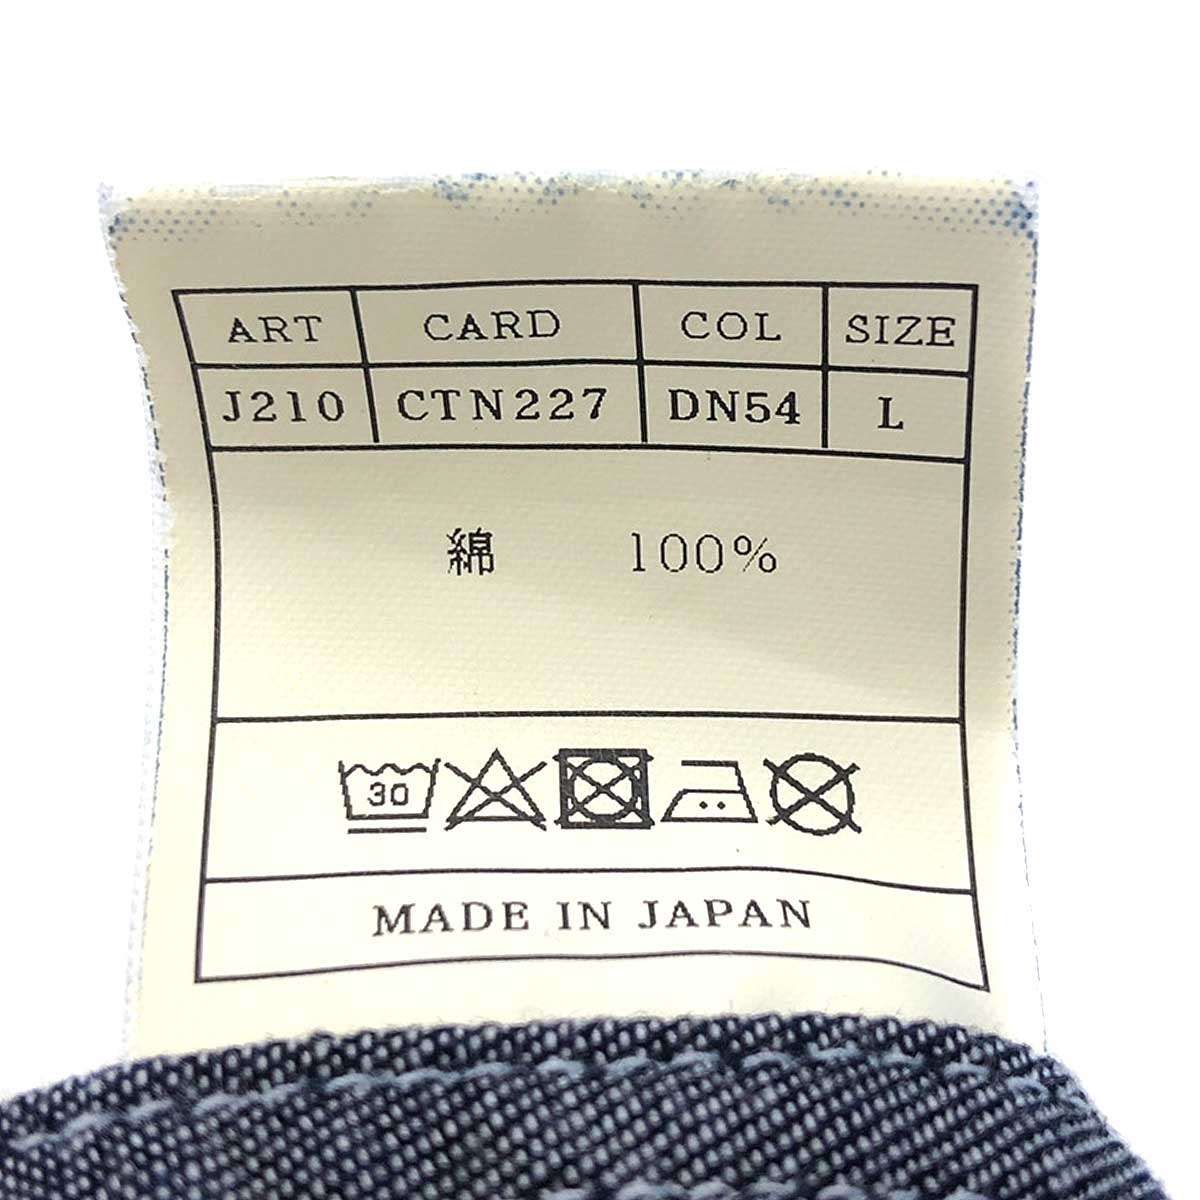 ART CARD COL SIZE
J210 CTN227 DN54 L
綿 100%
30
MADE IN JAPAN